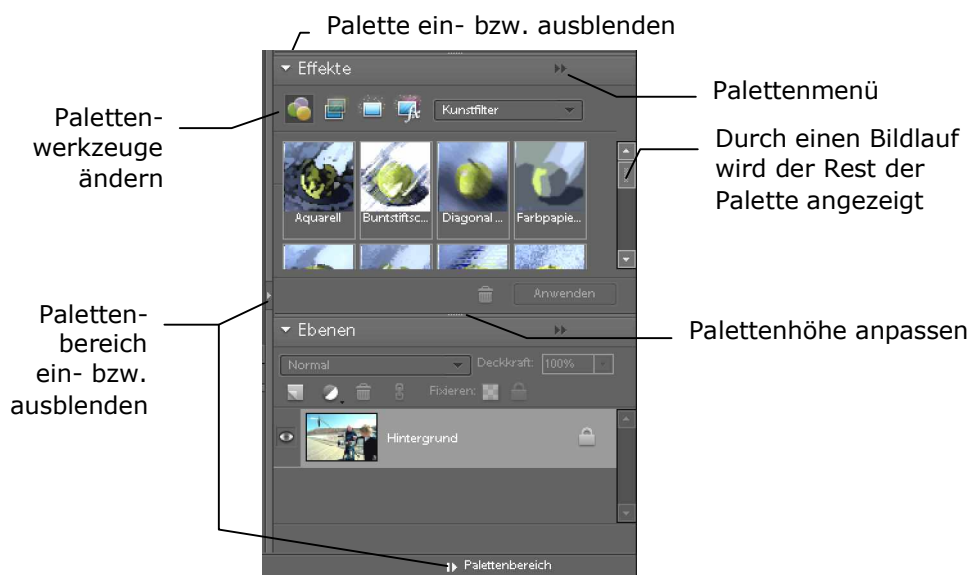 Palette ein- bzw. ausblenden
Effekte
Palettenmenü
Kunstfilter
Paletten-
werkzeuge
ändern
Durch einen Bildlauf
wird der Rest der
Palette angezeigt
Aquarell
Buntstiftsc...
Diagonal ...
Farbpapie...
Anwenden
Paletten-
bereich
ein- bzw.
ausblenden
Ebenen
Palettenhöhe anpassen
Normal
Deckkraft: 100%
Fixieren:
Hintergrund
Palettenbereich